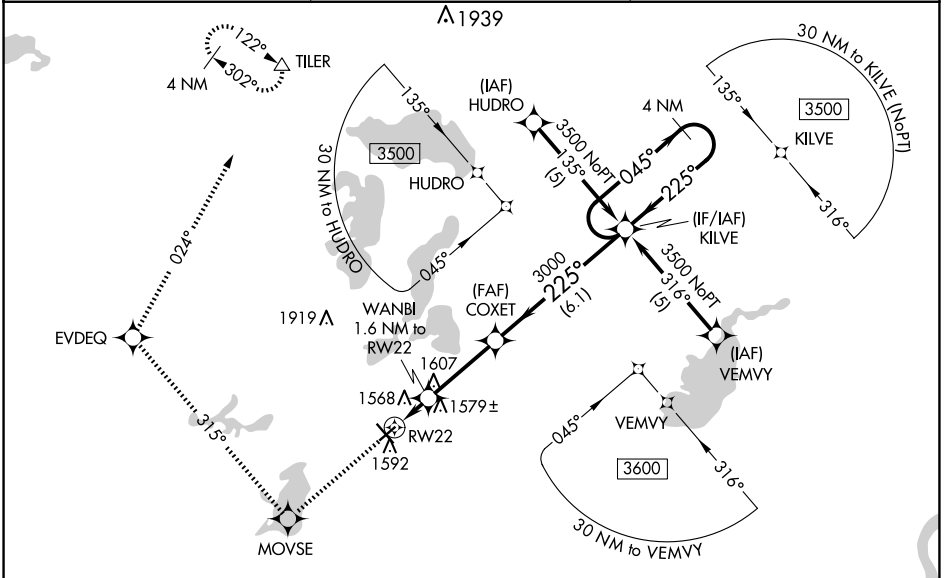 1939
122°
302°
4 NM
TILER
(IAF)
HUDRO
135°
3500
30 NM to HUDRO
HUDRO
045°
3500 NoPT
135°
(5)
4 NM
045°
225°
(IF/IAF)
KILVE
30 NM to KILVE (NoPT)
135°
3500
KILVE
316°
024°
3000
225°
(6.1)
3500 NoPT
316°
(5)
(IAF)
VEMVY
(FAF)
COXET
WANBI
1.6 NM to
RW22
1919
EVDEQ
1607
1568
1579±
RW22
1592
315°
MOVSE
VEMVY
045°
3600
316°
30 NM to VEMVY